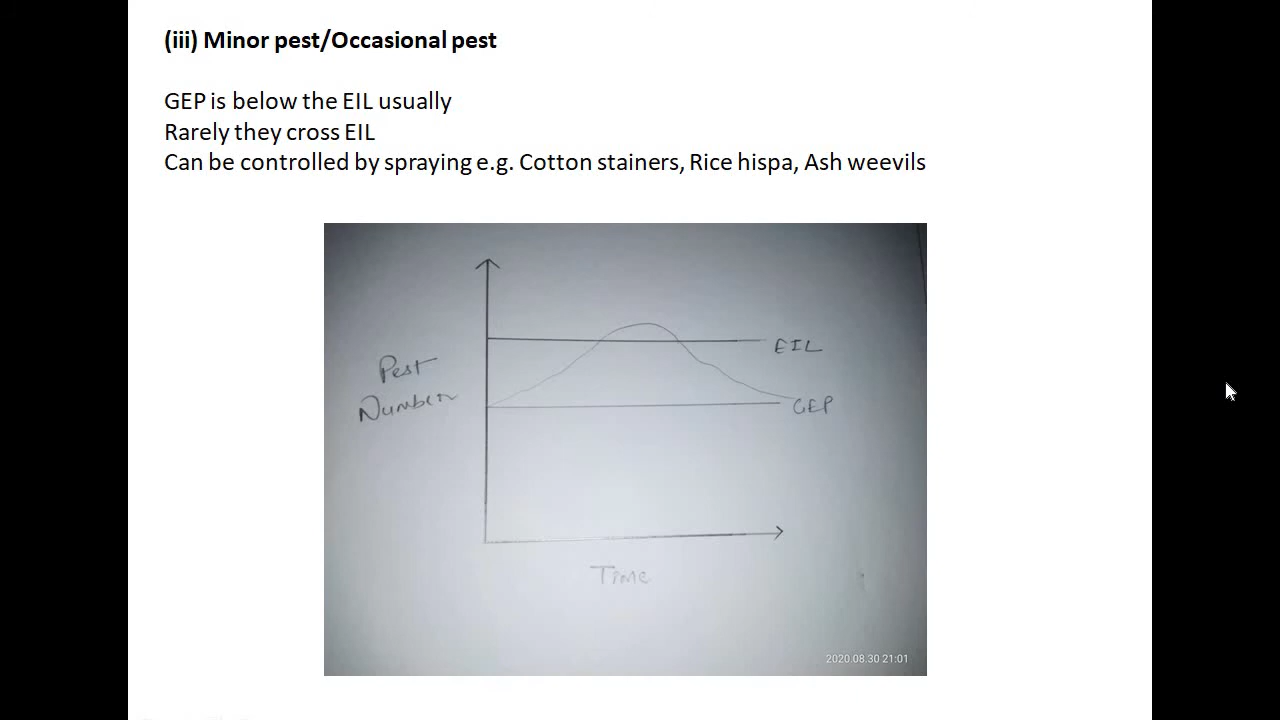 (iii) Minor pest/Occasional pest
GEP is below the EIL usually
Rarely they cross EIL
Can be controlled by spraying e.g. Cotton stainers, Rice hispa, Ash weevils
EIL
Pest
Number
GEP
Time
2020.08.30 21:01